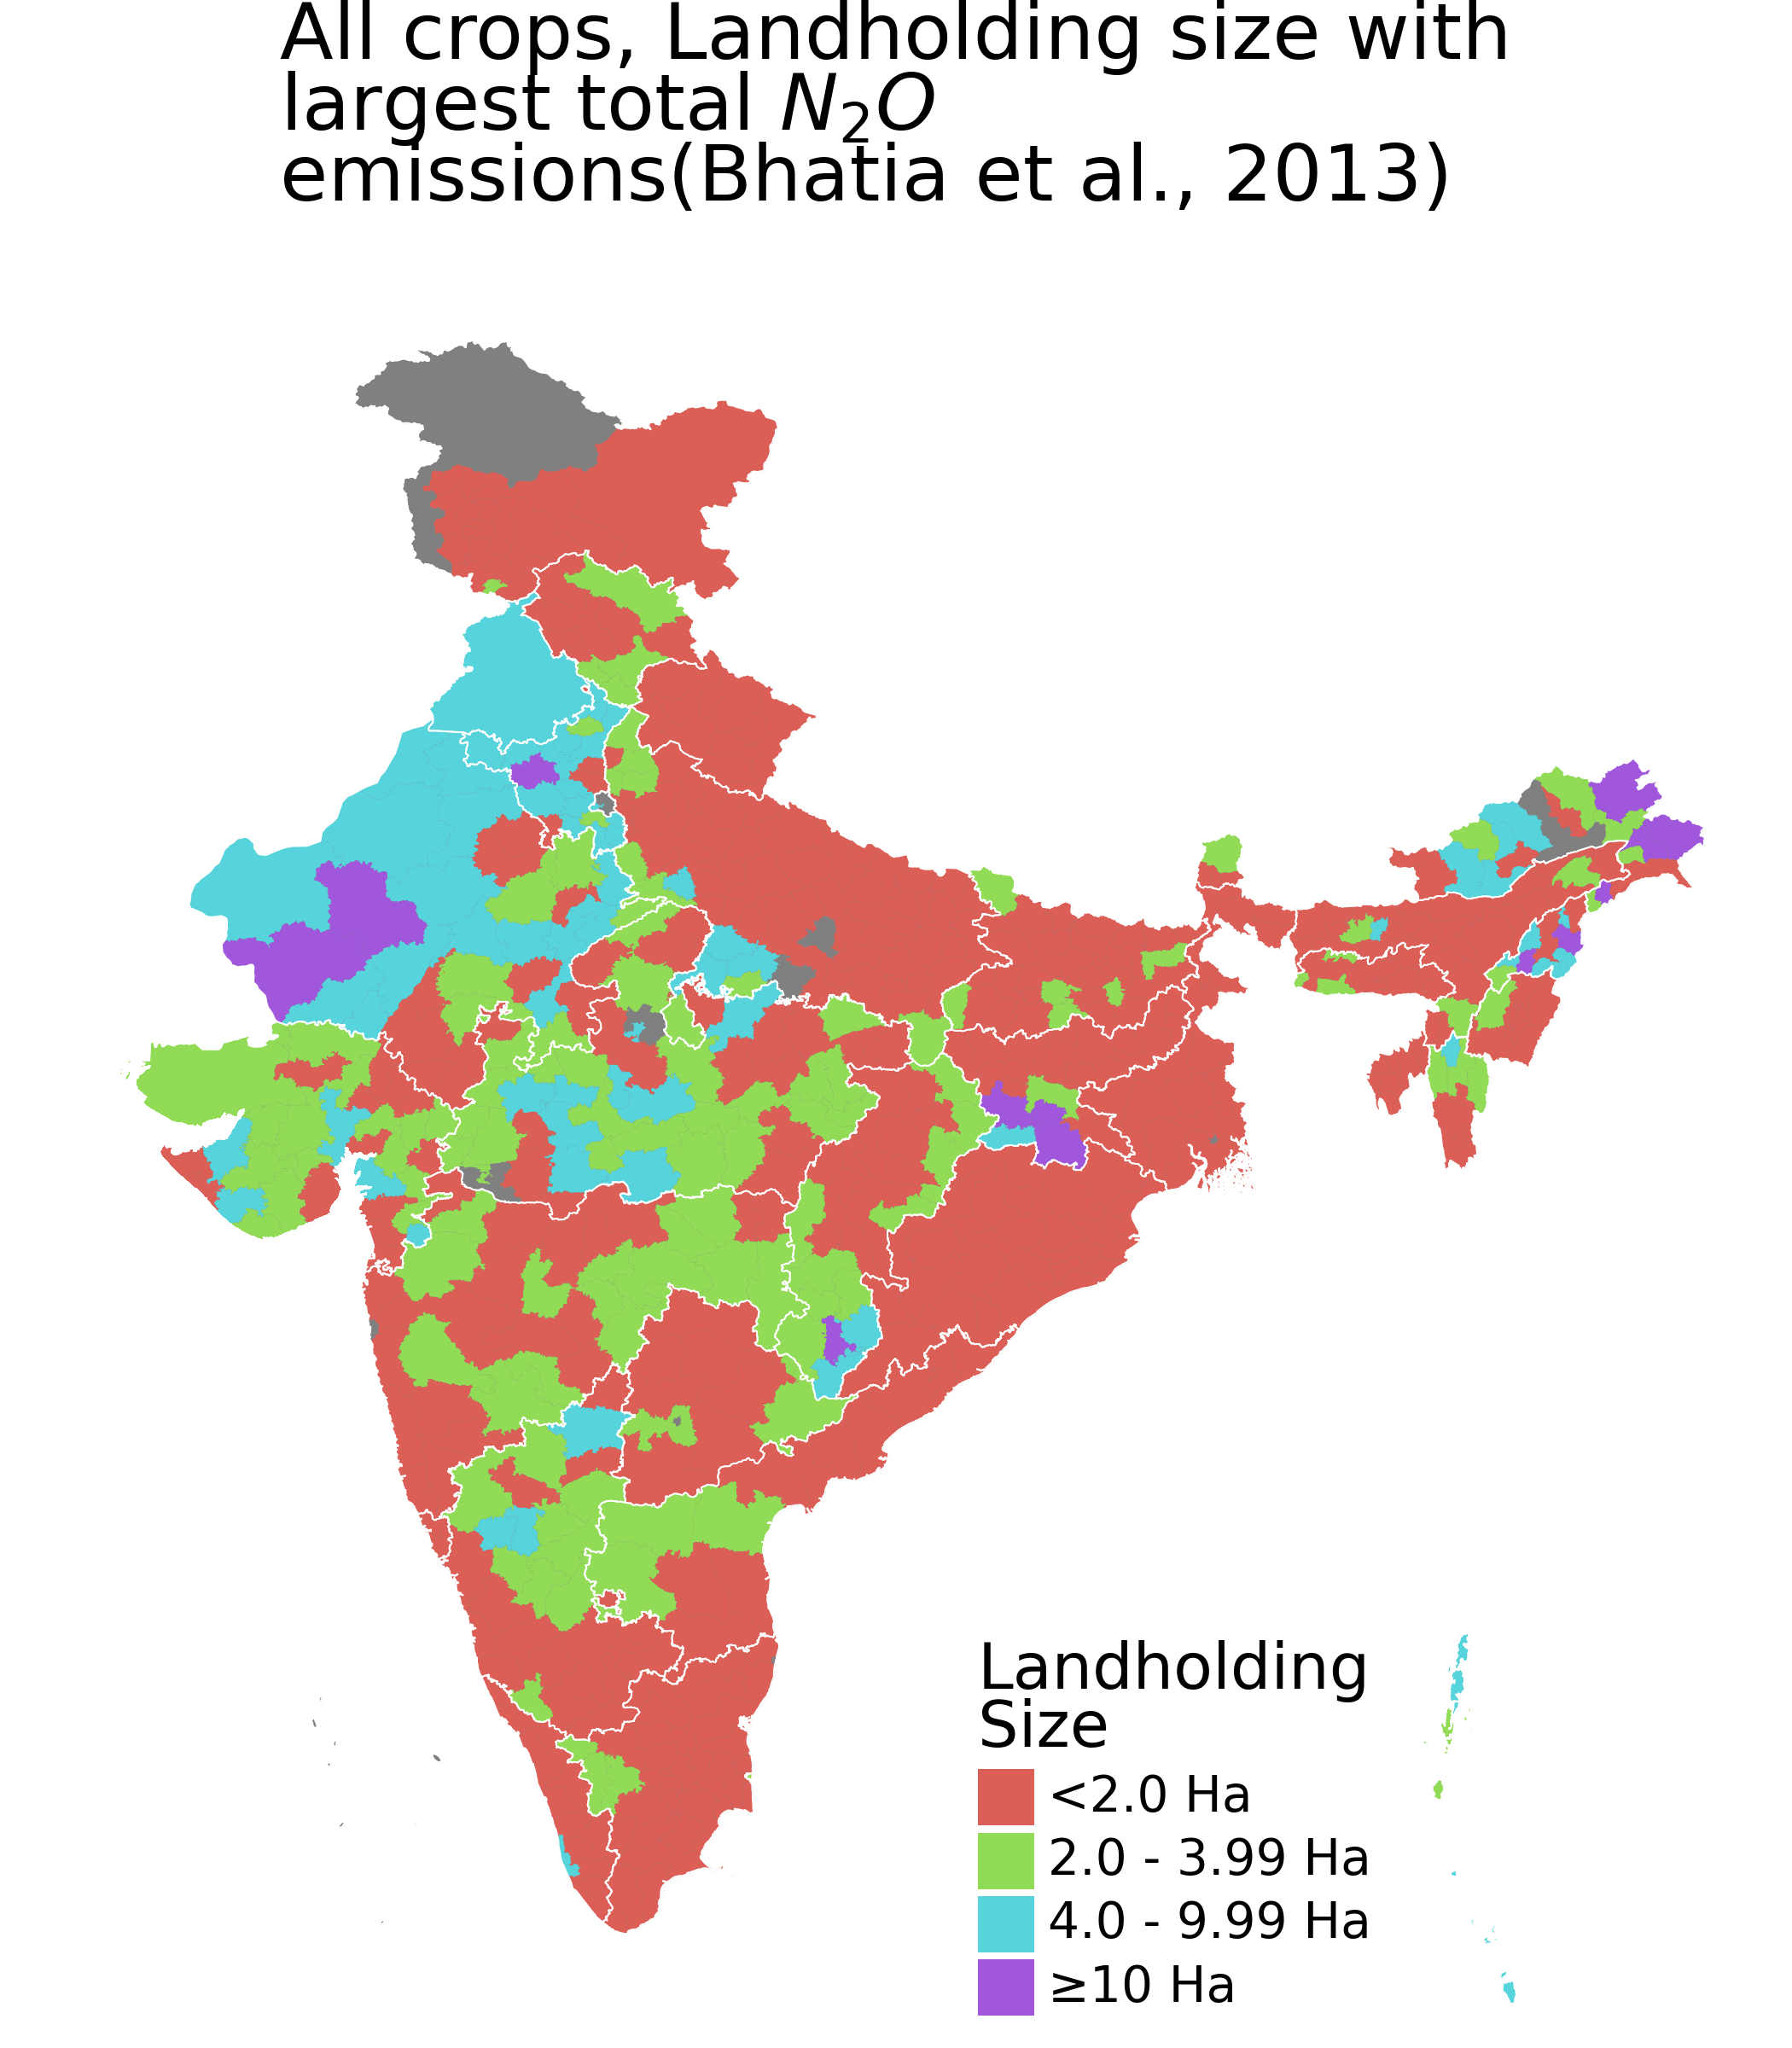 All crops, Landholding size with
largest total N₂O
emissions(Bhatia et al., 2013)
Landholding
Size
<2.0 Ha
2.0 - 3.99 Ha
4.0 - 9.99 Ha
≥10 Ha